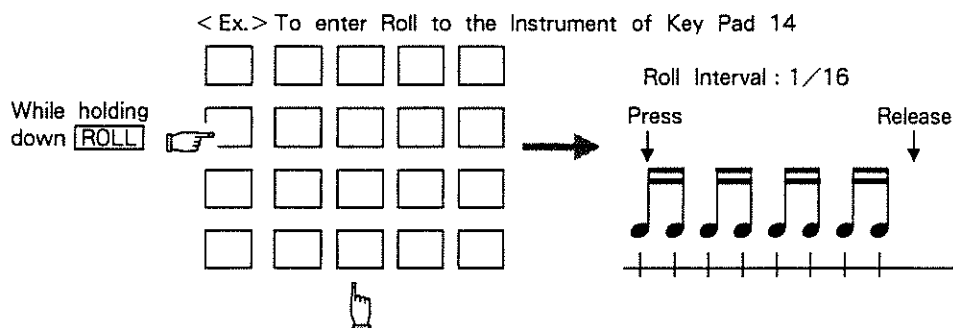 < Ex. > To enter Roll to the Instrument of Key Pad 14
Roll Interval : 1/16
While holding
down ROLL
Press
Release